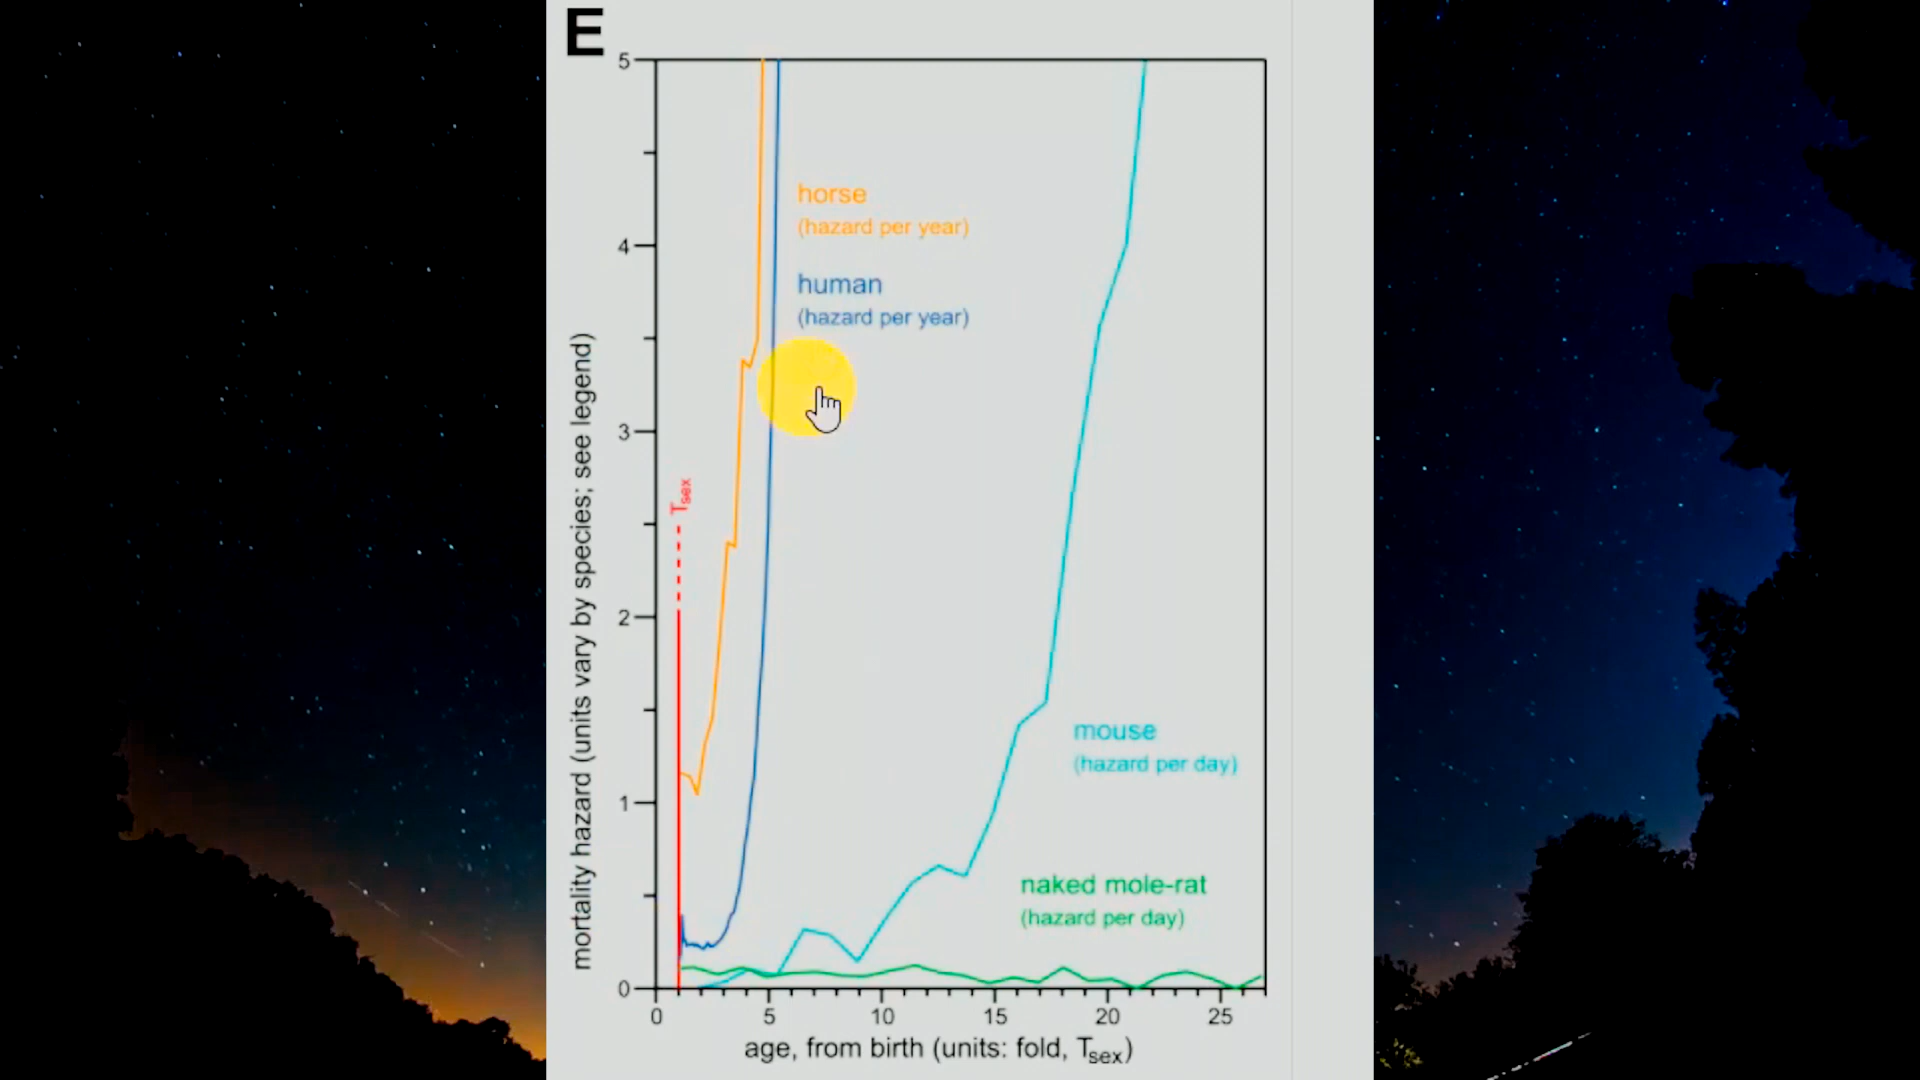 E
5
horse
(hazard per year)
4
human
(hazard per year)
3
T_sex
2
mouse
(hazard per day)
1
naked mole-rat
(hazard per day)
0
mortality hazard (units vary by species; see legend)
0 5 10 15 20 25
age, from birth (units: fold, T_sex)